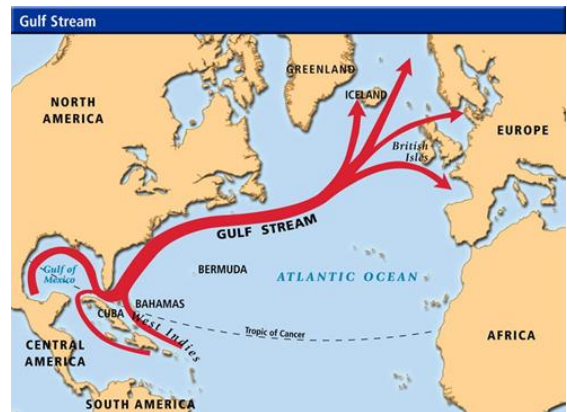 Gulf Stream
GREENLAND
ICELAND
NORTH
AMERICA
EUROPE
British
Isles
GULF STREAM
BERMUDA
ATLANTIC OCEAN
Gulf of
Mexico
BAHAMAS
CUBA
West Indies
Tropic of Cancer
AFRICA
CENTRAL
AMERICA
SOUTH AMERICA